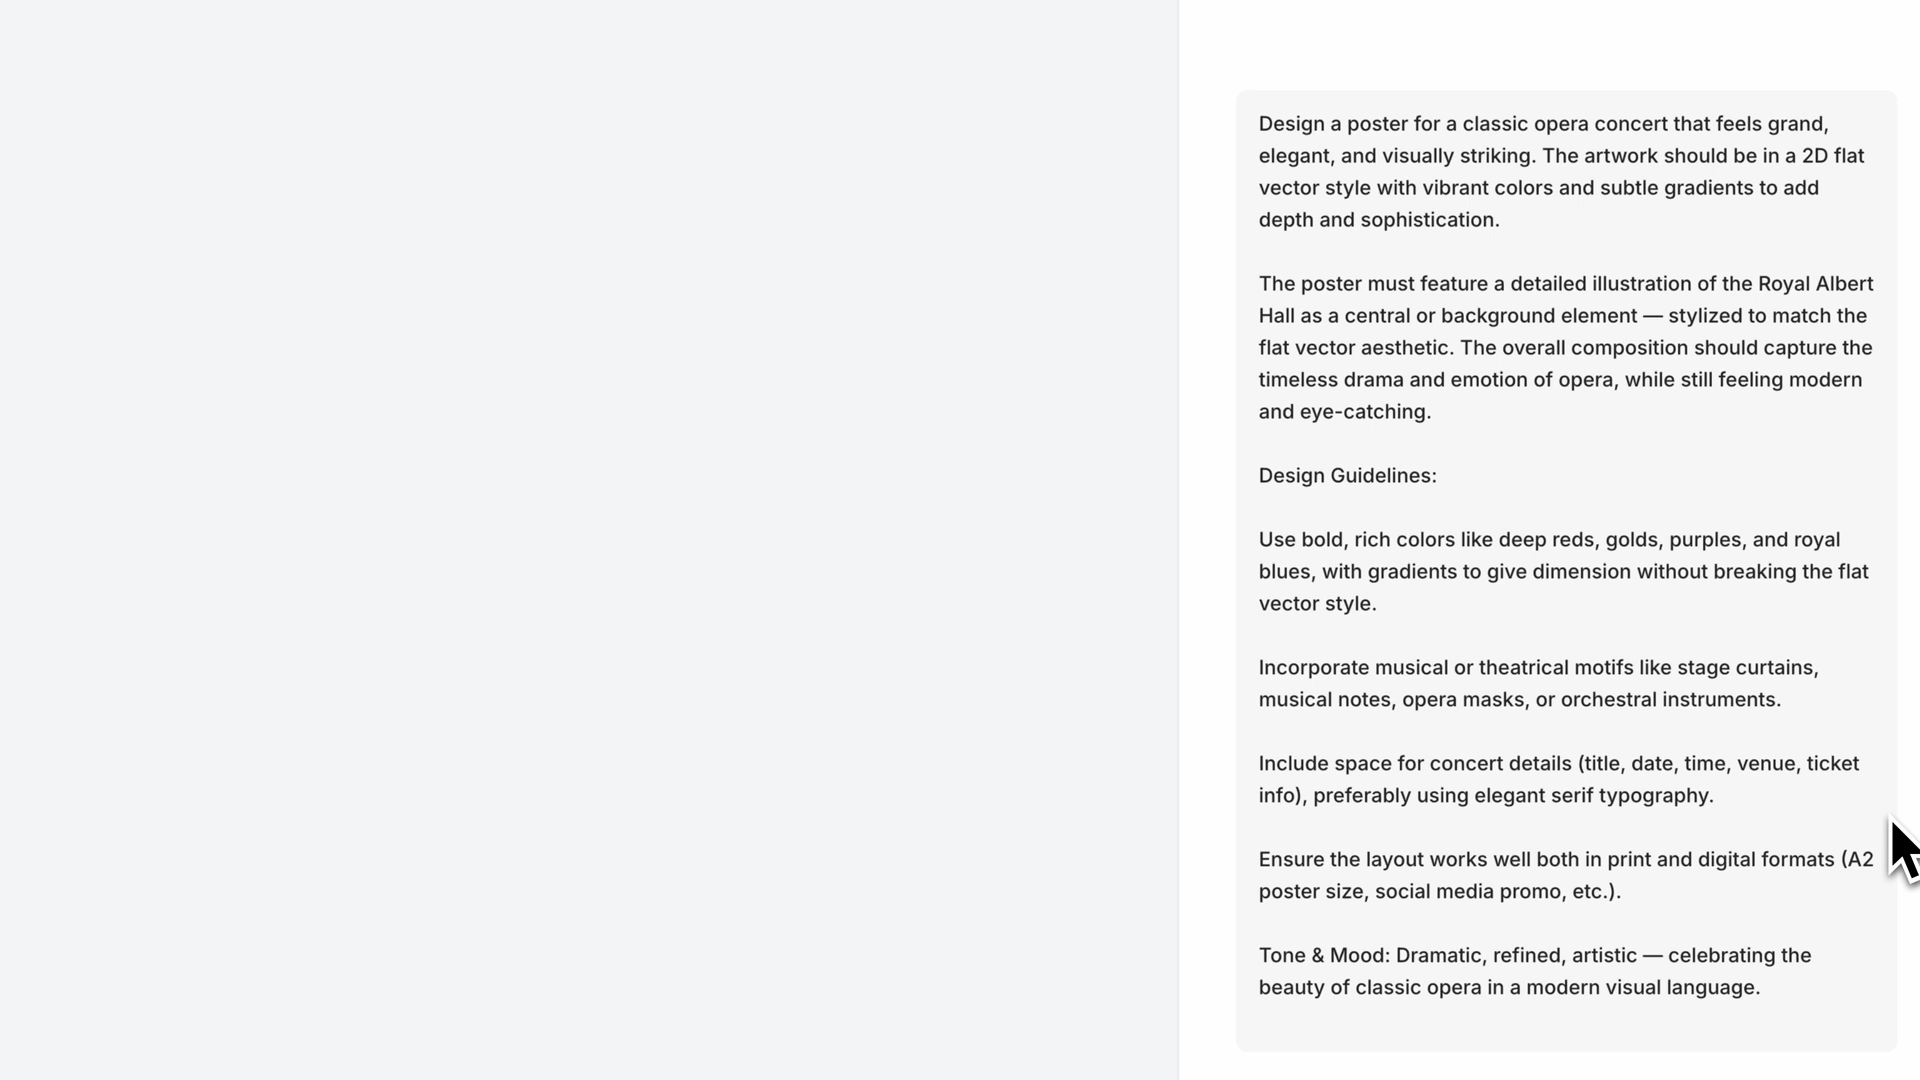 Design a poster for a classic opera concert that feels grand,
elegant, and visually striking. The artwork should be in a 2D flat
vector style with vibrant colors and subtle gradients to add
depth and sophistication.
The poster must feature a detailed illustration of the Royal Albert
Hall as a central or background element — stylized to match the
flat vector aesthetic. The overall composition should capture the
timeless drama and emotion of opera, while still feeling modern
and eye-catching.
Design Guidelines:
Use bold, rich colors like deep reds, golds, purples, and royal
blues, with gradients to give dimension without breaking the flat
vector style.
Incorporate musical or theatrical motifs like stage curtains,
musical notes, opera masks, or orchestral instruments.
Include space for concert details (title, date, time, venue, ticket
info), preferably using elegant serif typography.
Ensure the layout works well both in print and digital formats (A2
poster size, social media promo, etc.).
Tone & Mood: Dramatic, refined, artistic — celebrating the
beauty of classic opera in a modern visual language.